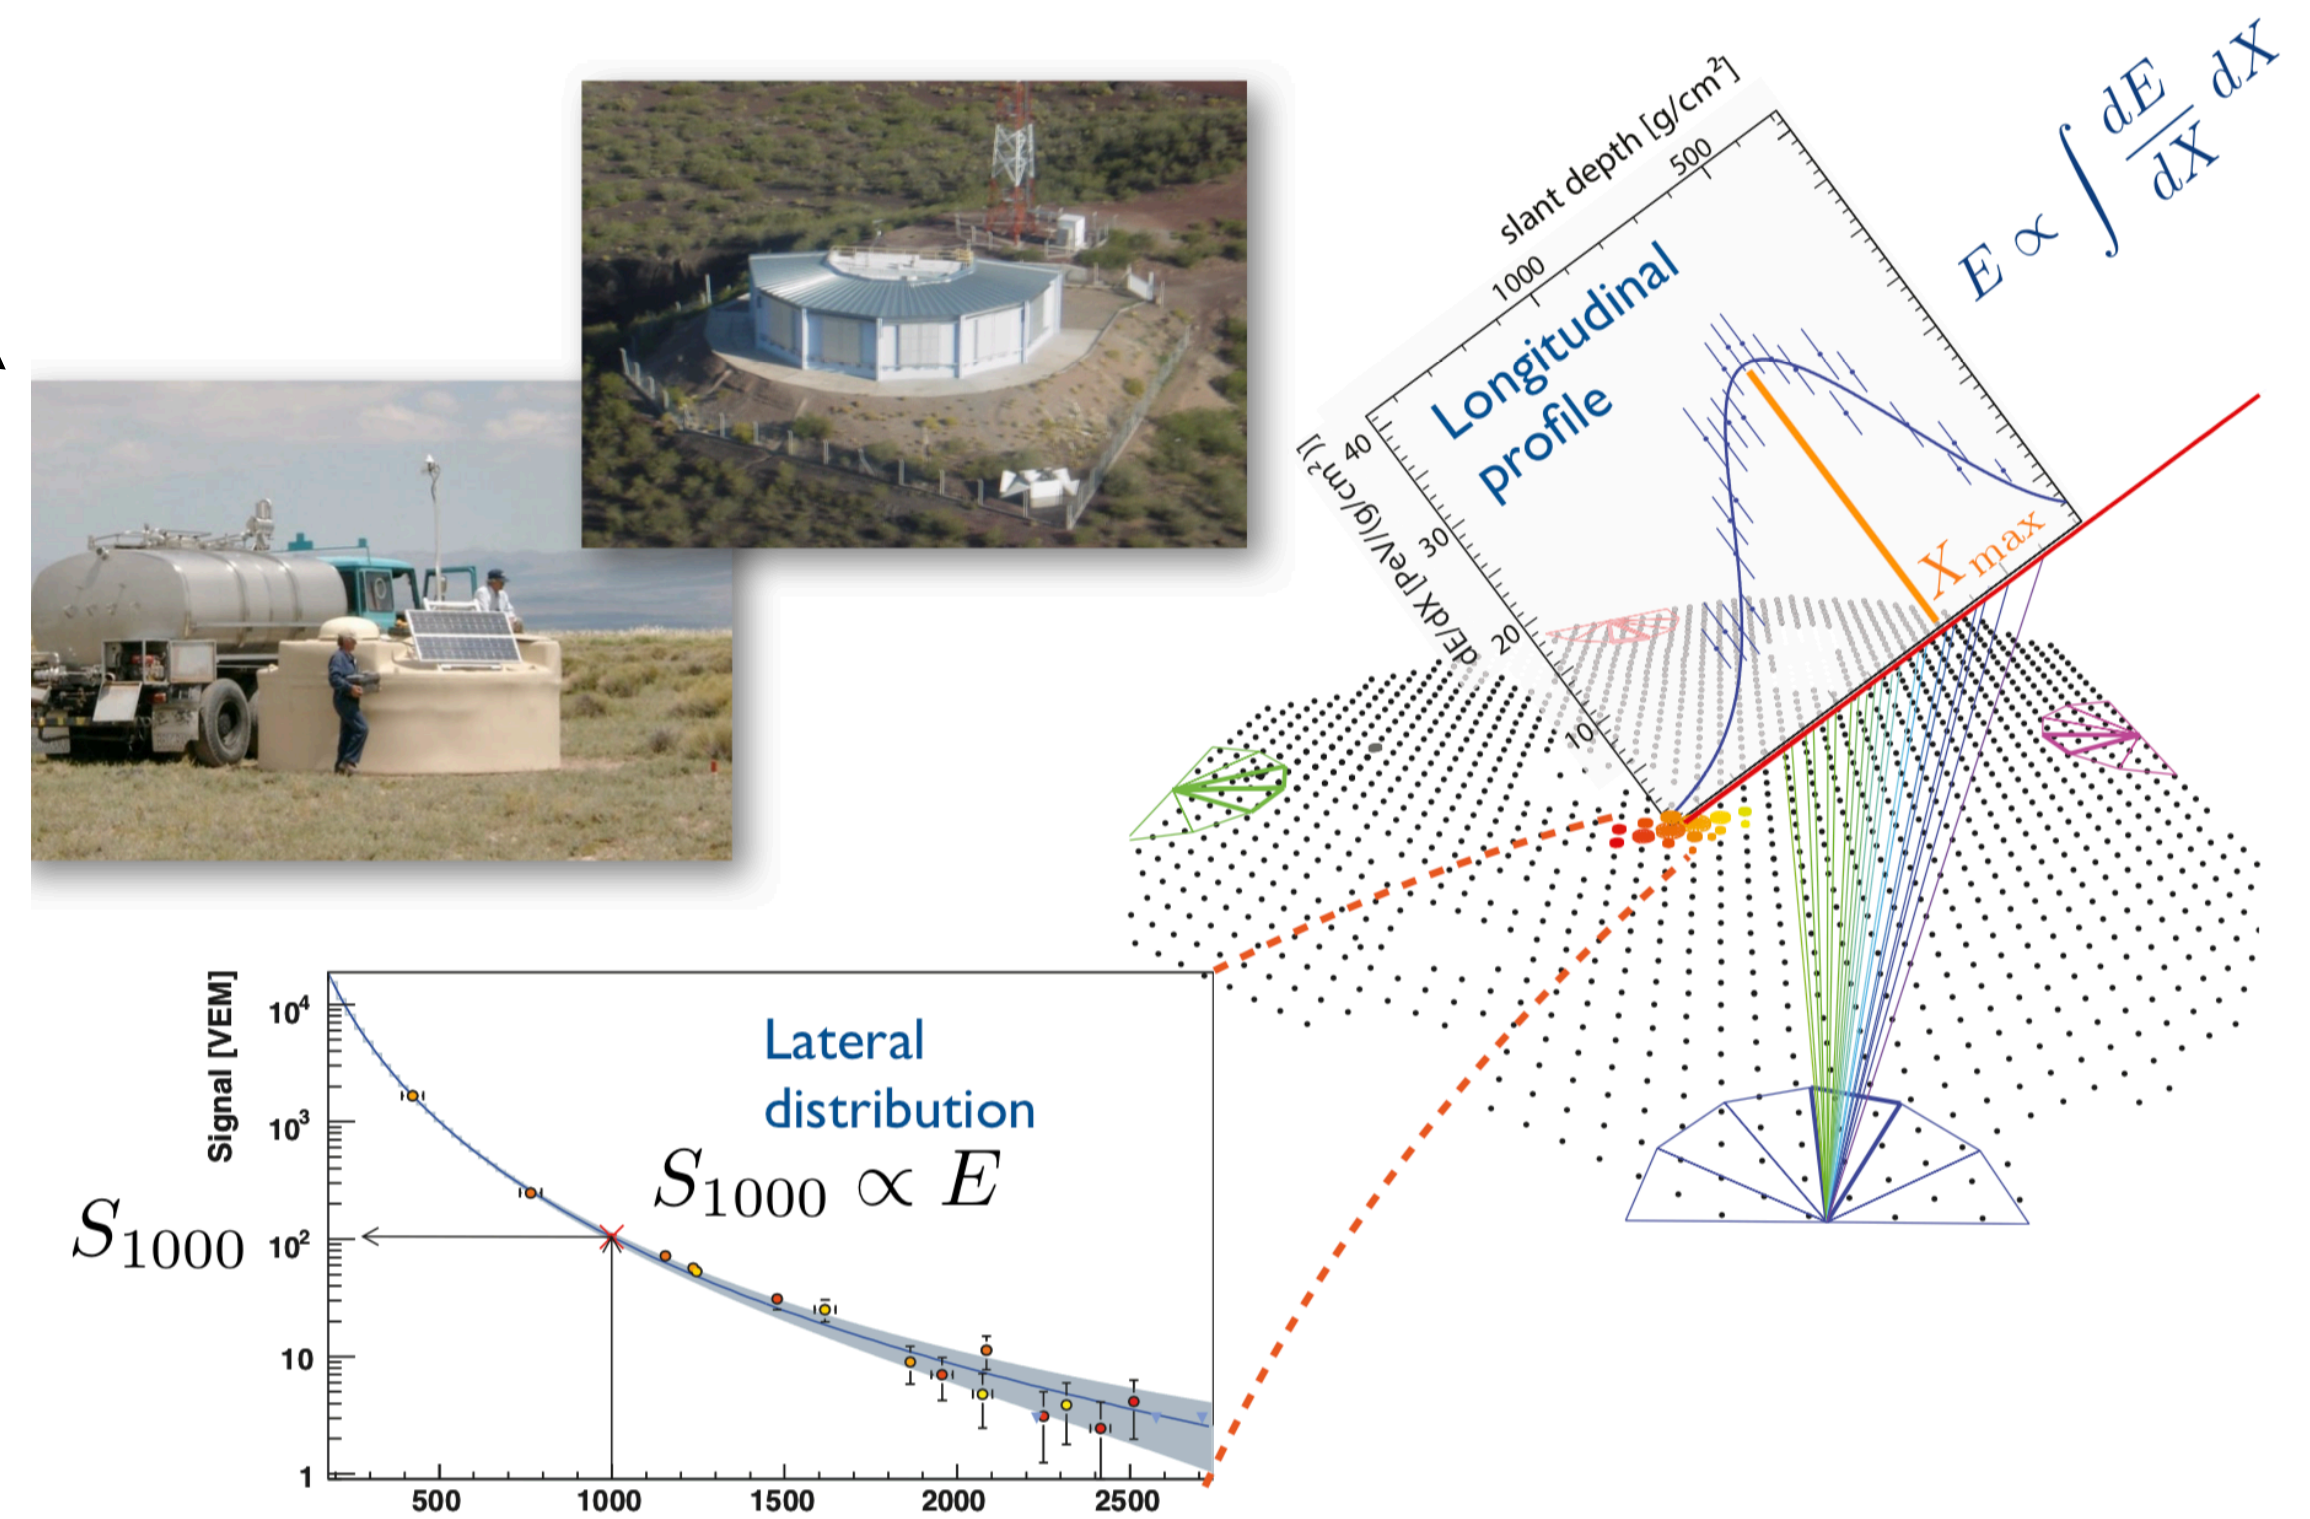 slant depth [g/cm²]
500
1000
E ∝ ∫ dE/dX dX
Longitudinal
profile
40
30
20
10
dE/dX [PeV/(g/cm²)]
X max
Signal [VEM]
10⁴
10³
10²
10
1
Lateral
distribution
S₁₀₀₀ ∝ E
S₁₀₀₀
500 1000 1500 2000 2500